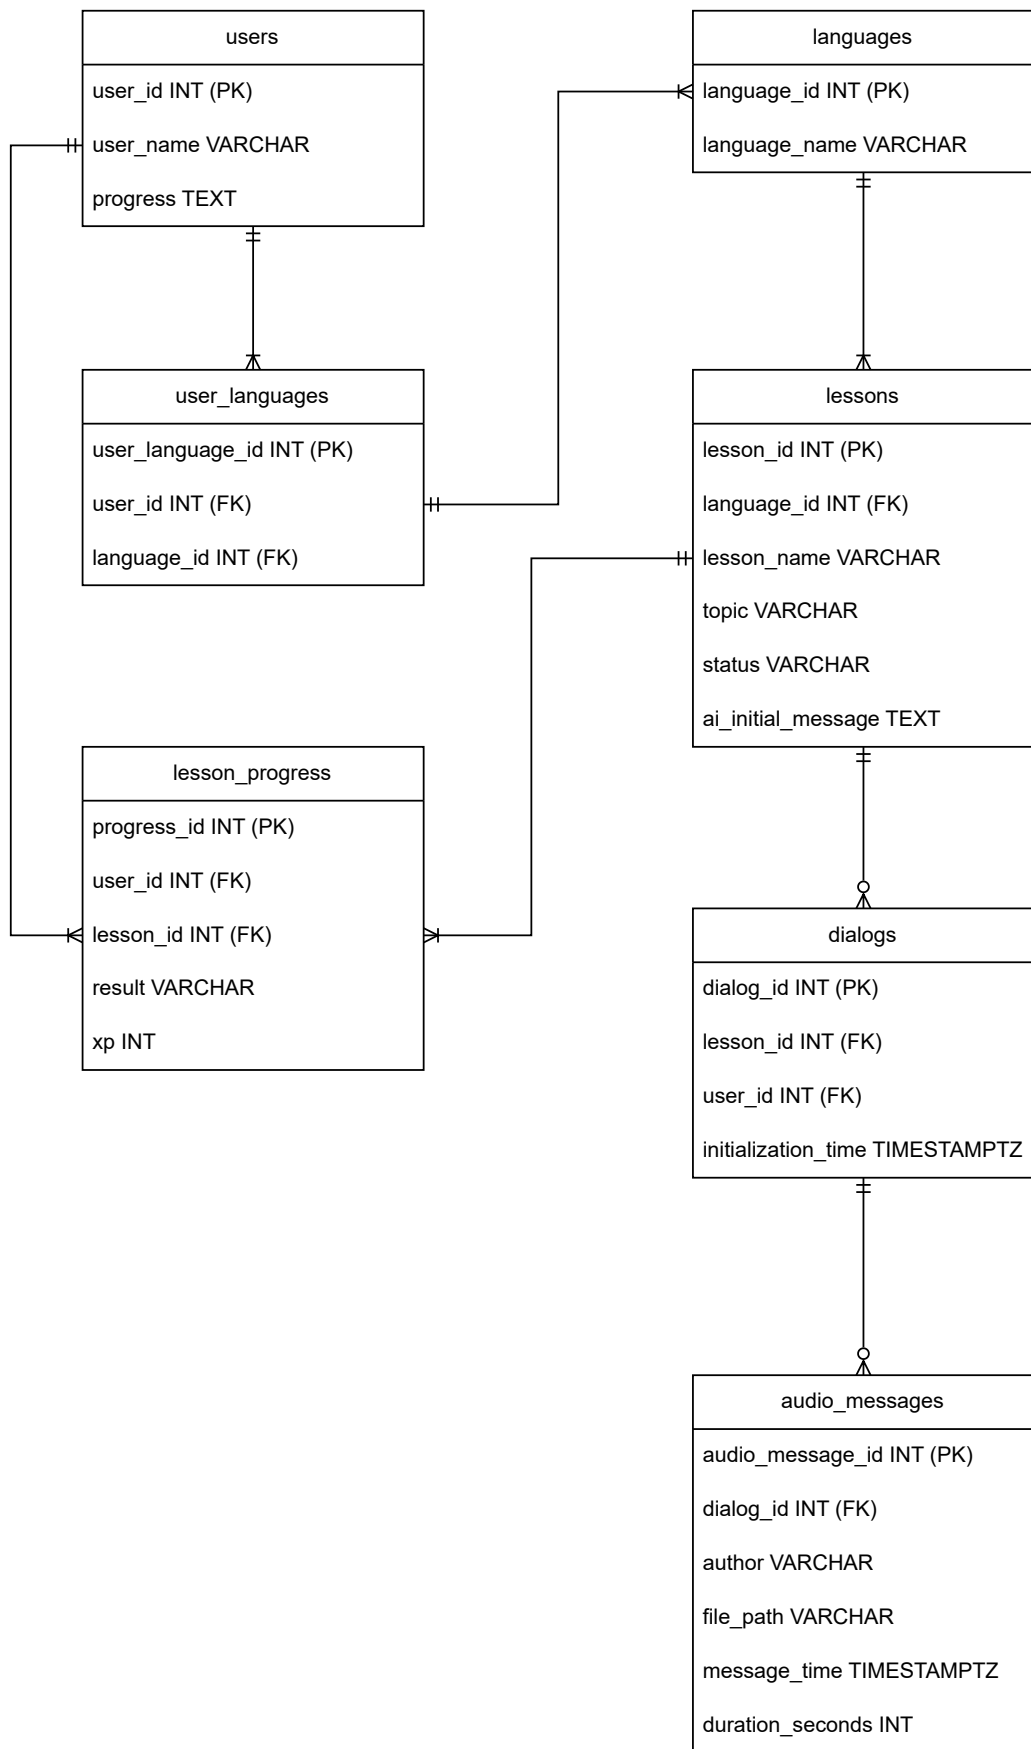 users
user_id INT (PK)
user_name VARCHAR
progress TEXT
languages
language_id INT (PK)
language_name VARCHAR
user_languages
user_language_id INT (PK)
user_id INT (FK)
language_id INT (FK)
lessons
lesson_id INT (PK)
language_id INT (FK)
lesson_name VARCHAR
topic VARCHAR
status VARCHAR
ai_initial_message TEXT
lesson_progress
progress_id INT (PK)
user_id INT (FK)
lesson_id INT (FK)
result VARCHAR
xp INT
dialogs
dialog_id INT (PK)
lesson_id INT (FK)
user_id INT (FK)
initialization_time TIMESTAMPTZ
audio_messages
audio_message_id INT (PK)
dialog_id INT (FK)
author VARCHAR
file_path VARCHAR
message_time TIMESTAMPTZ
duration_seconds INT